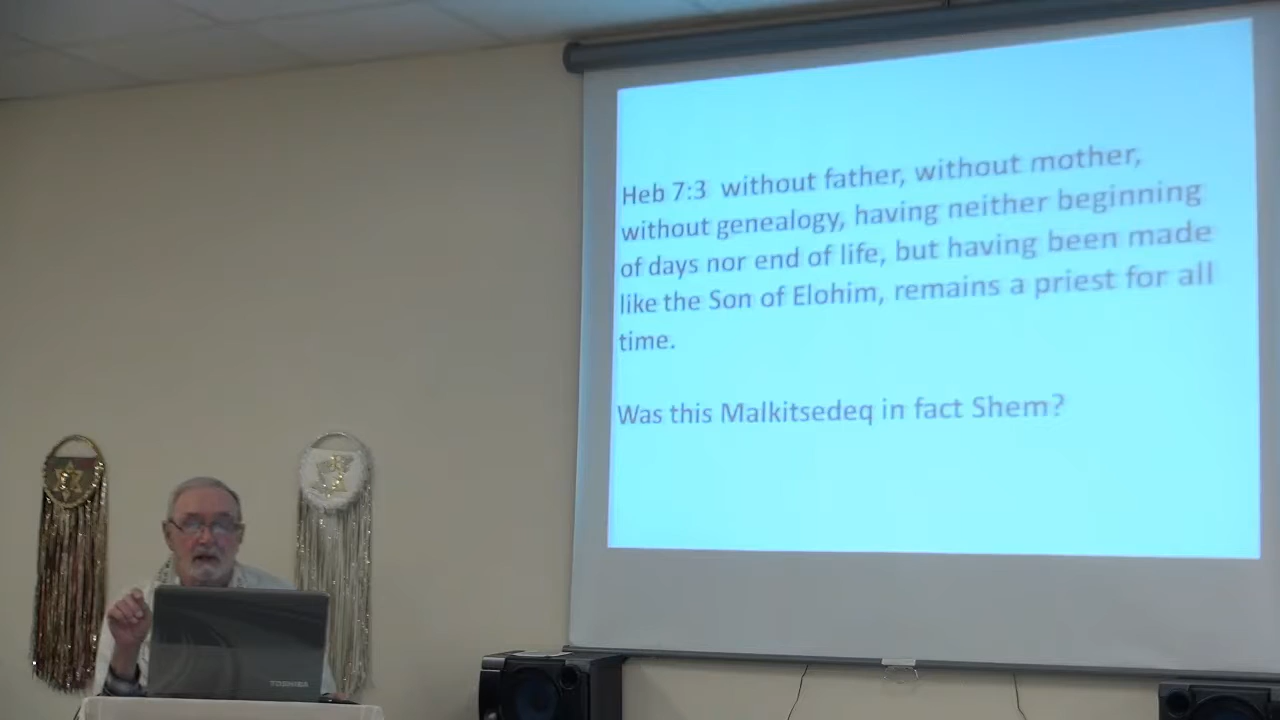 Heb 7:3 without father, without mother,
without genealogy, having neither beginning
of days nor end of life, but having been made
like the Son of Elohim, remains a priest for all
time.
Was this Malkitsedeq in fact Shem?
TOSHIBA